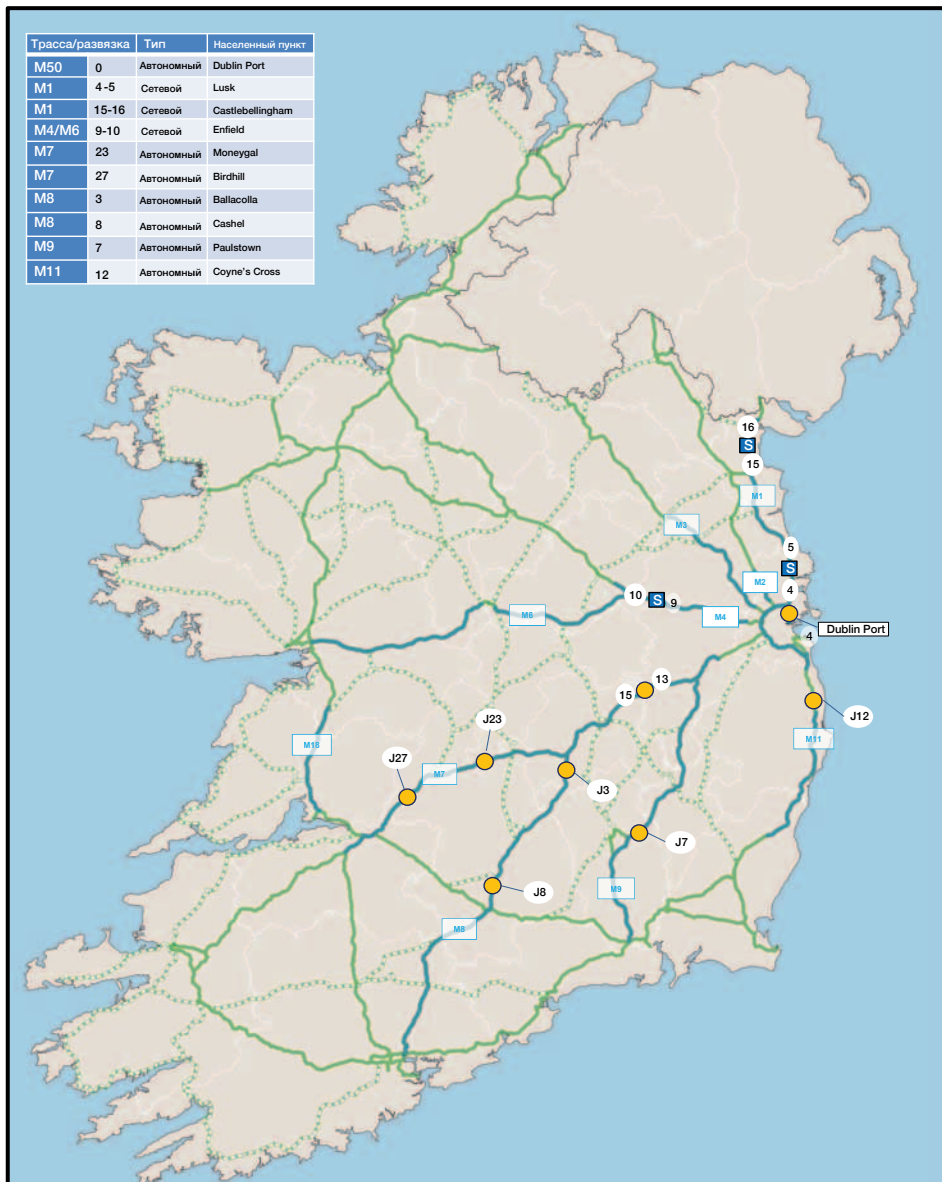 Трасса/развязка Тип Населенный пункт
M50 0 Автономный Dublin Port
M1 4-5 Сетевой Lusk
M1 15-16 Сетевой Castlebellingham
M4/M6 9-10 Сетевой Enfield
M7 23 Автономный Moneygal
M7 27 Автономный Birdhill
M8 3 Автономный Ballacolla
M8 8 Автономный Cashel
M9 7 Автономный Paulstown
M11 12 Автономный Coyne's Cross
16
S
15
M1
M3
5
S
M2
4
10
S
9
M6
M4
Dublin Port
4
13
15
J12
J23
M18
M11
J27
M7
J3
J7
J8
M9
M8